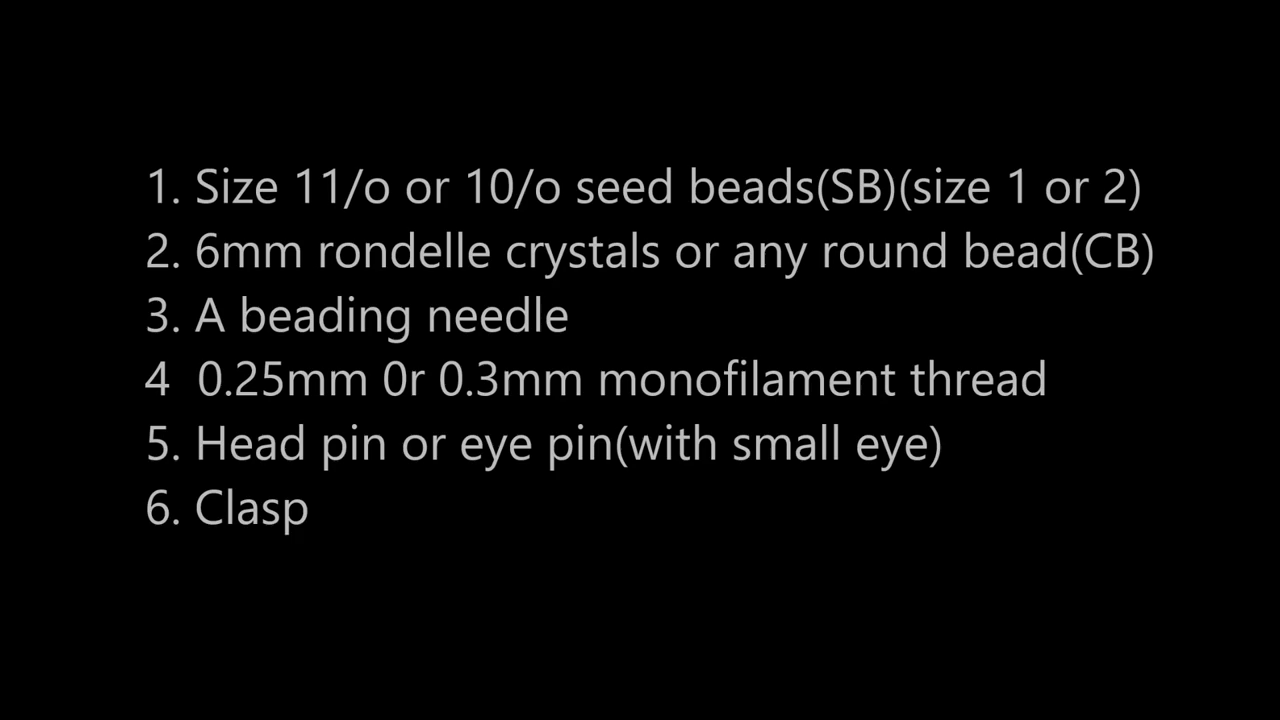 1. Size 11/o or 10/o seed beads(SB)(size 1 or 2)
2. 6mm rondelle crystals or any round bead(CB)
3. A beading needle
4  0.25mm 0r 0.3mm monofilament thread
5. Head pin or eye pin(with small eye)
6. Clasp